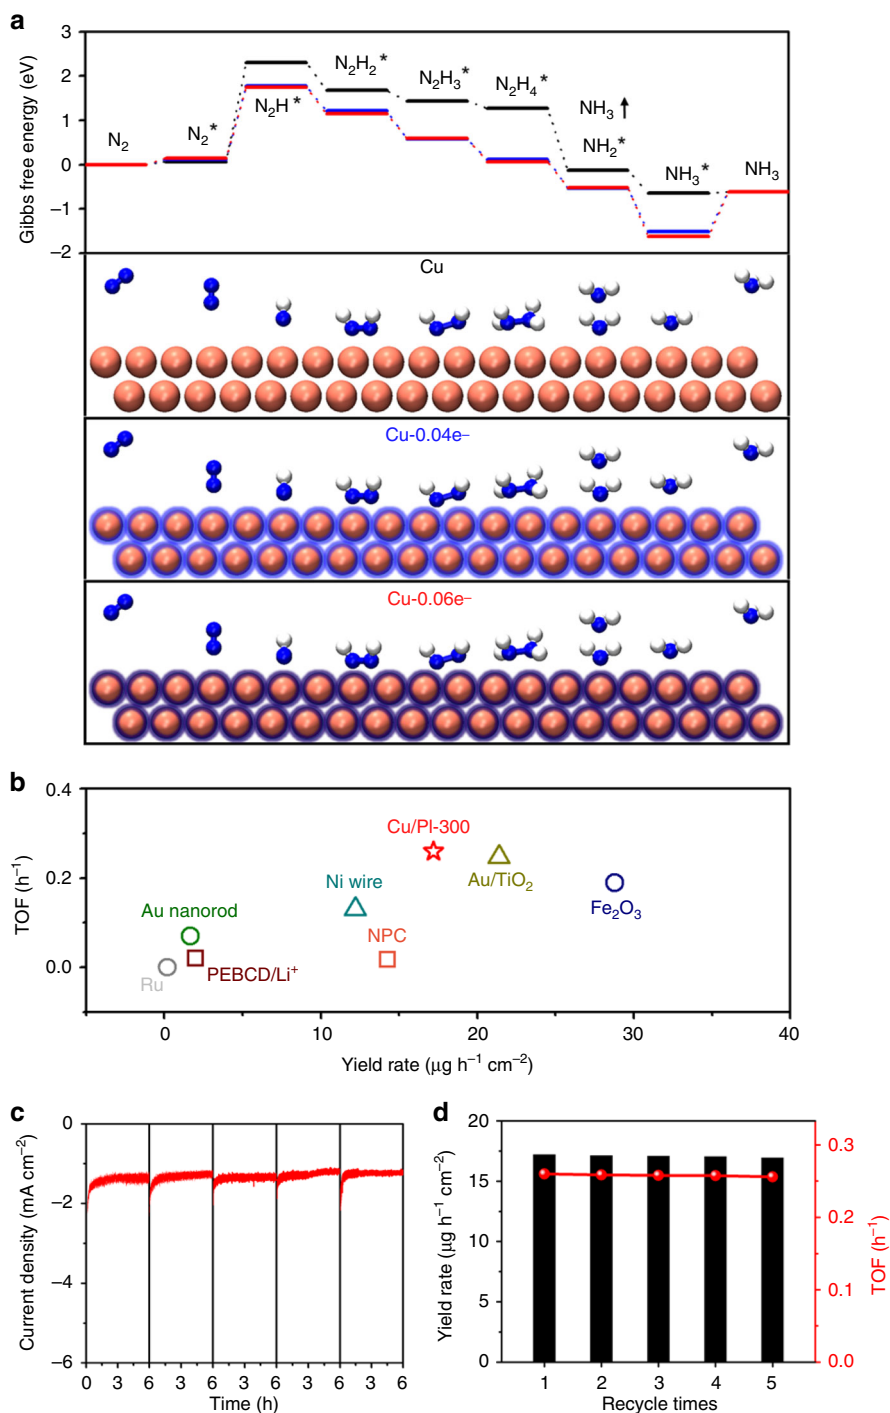 a
Gibbs free energy (eV)
3
2
1
0
−1
−2
N₂
N₂*
N₂H*
N₂H₂*
N₂H₃*
N₂H₄*
NH₃ ↑
NH₂*
NH₃*
NH₃
Cu
Cu-0.04e⁻
Cu-0.06e⁻
b
TOF (h⁻¹)
0.4
0.2
0.0
Cu/PI-300
Au/TiO₂
Ni wire
Fe₂O₃
Au nanorod
NPC
PEBCD/Li⁺
Ru
0 10 20 30 40
Yield rate (μg h⁻¹ cm⁻²)
c
Current density (mA cm⁻²)
0
−2
−4
−6
0 3 6 3 6 3 6 3 6 3 6
Time (h)
d
Yield rate (μg h⁻¹ cm⁻²)
20
15
10
5
0
0.3
0.2
0.1
0.0
TOF (h⁻¹)
1 2 3 4 5
Recycle times